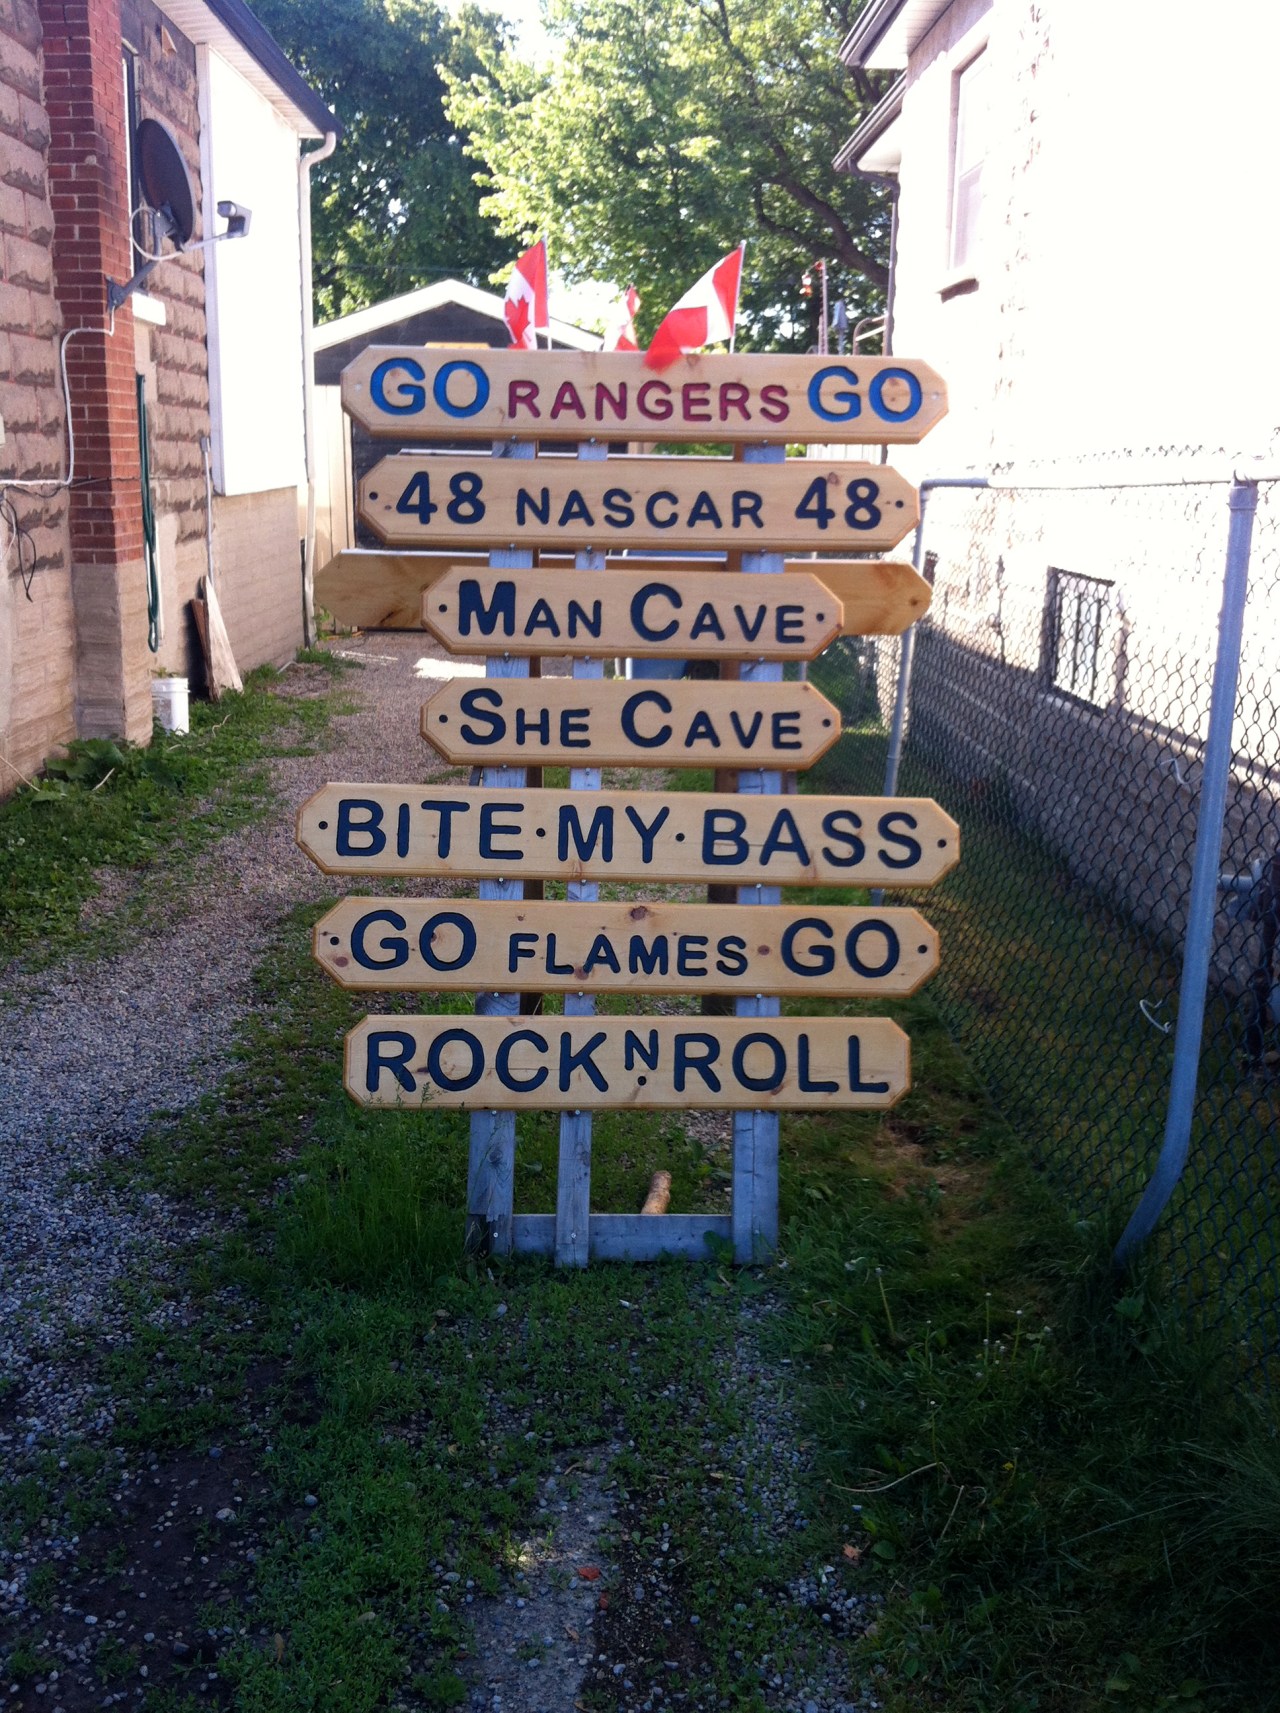 GO RANGERS GO
48 NASCAR 48
MAN CAVE
SHE CAVE
BITE·MY·BASS
GO FLAMES GO
ROCK N ROLL